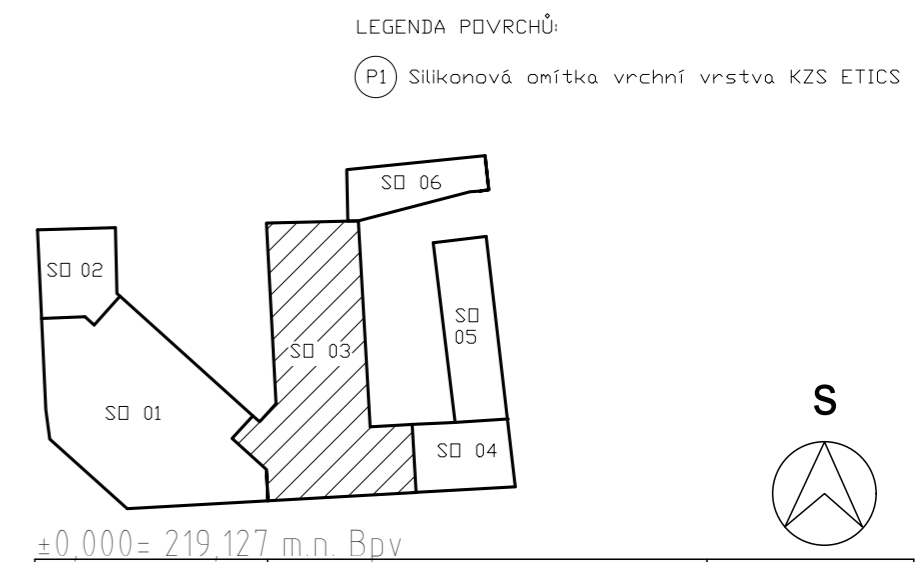 LEGENDA POVRCHŮ:
P1 Silikonová omítka vrchní vrstva KZS ETICS
SO 06
SO 02
SO 05
SO 03
SO 01
SO 04
S
±0,000= 219,127 m.n. Bpv